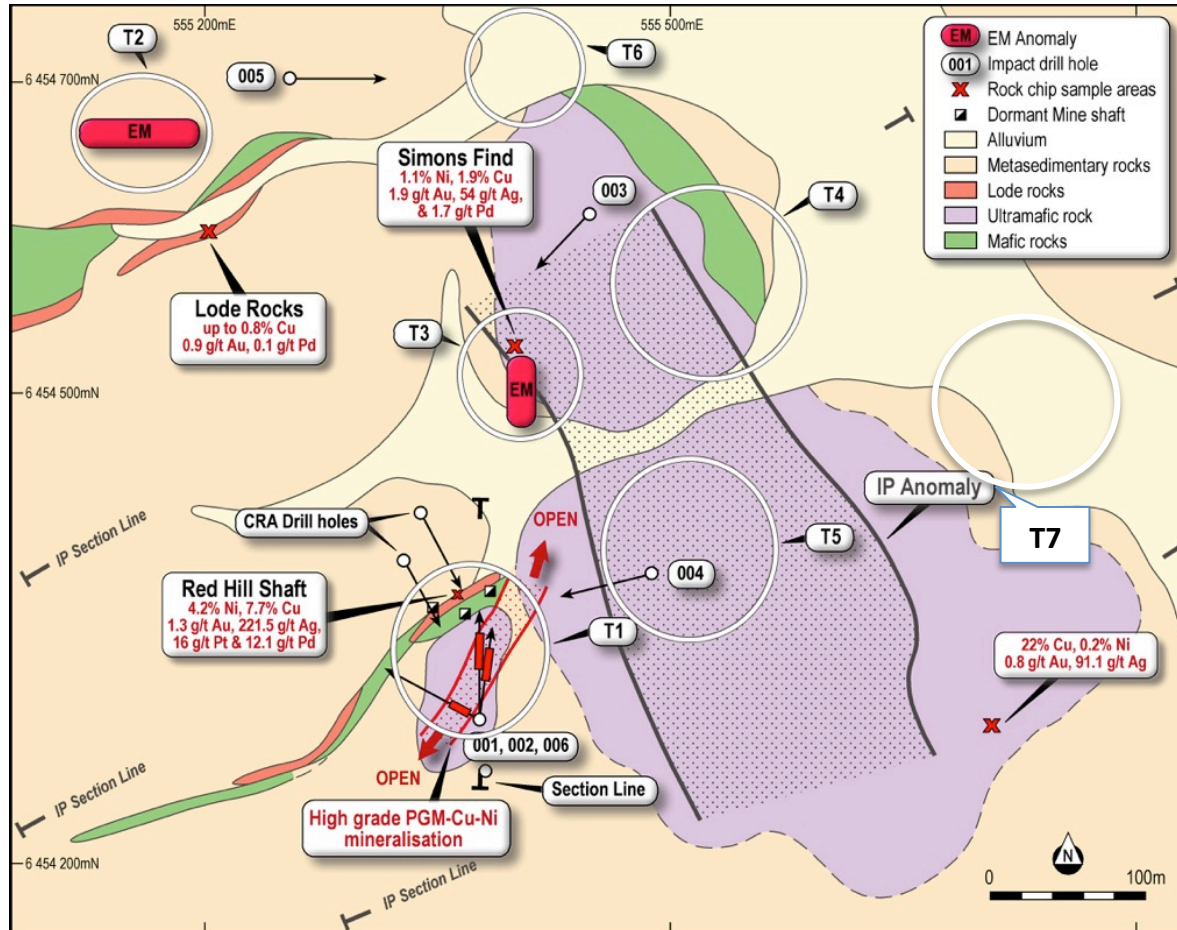 555 200mE
555 500mE
T2
T6
005
6 454 700mN
EM
EM Anomaly
001
Impact drill hole
Rock chip sample areas
Dormant Mine shaft
Alluvium
Metasedimentary rocks
Lode rocks
Ultramafic rock
Mafic rocks
EM
Simons Find
1.1% Ni, 1.9% Cu
1.9 g/t Au, 54 g/t Ag,
& 1.7 g/t Pd
003
T4
Lode Rocks
up to 0.8% Cu
0.9 g/t Au, 0.1 g/t Pd
T3
EM
6 454 500mN
IP Anomaly
T7
IP Section Line
CRA Drill holes
OPEN
T5
004
Red Hill Shaft
4.2% Ni, 7.7% Cu
1.3 g/t Au, 221.5 g/t Ag,
16 g/t Pt & 12.1 g/t Pd
T1
22% Cu, 0.2% Ni
0.8 g/t Au, 91.1 g/t Ag
001, 002, 006
OPEN
Section Line
IP Section Line
High grade PGM-Cu-Ni
mineralisation
6 454 200mN
IP Section Line
N
0
100m